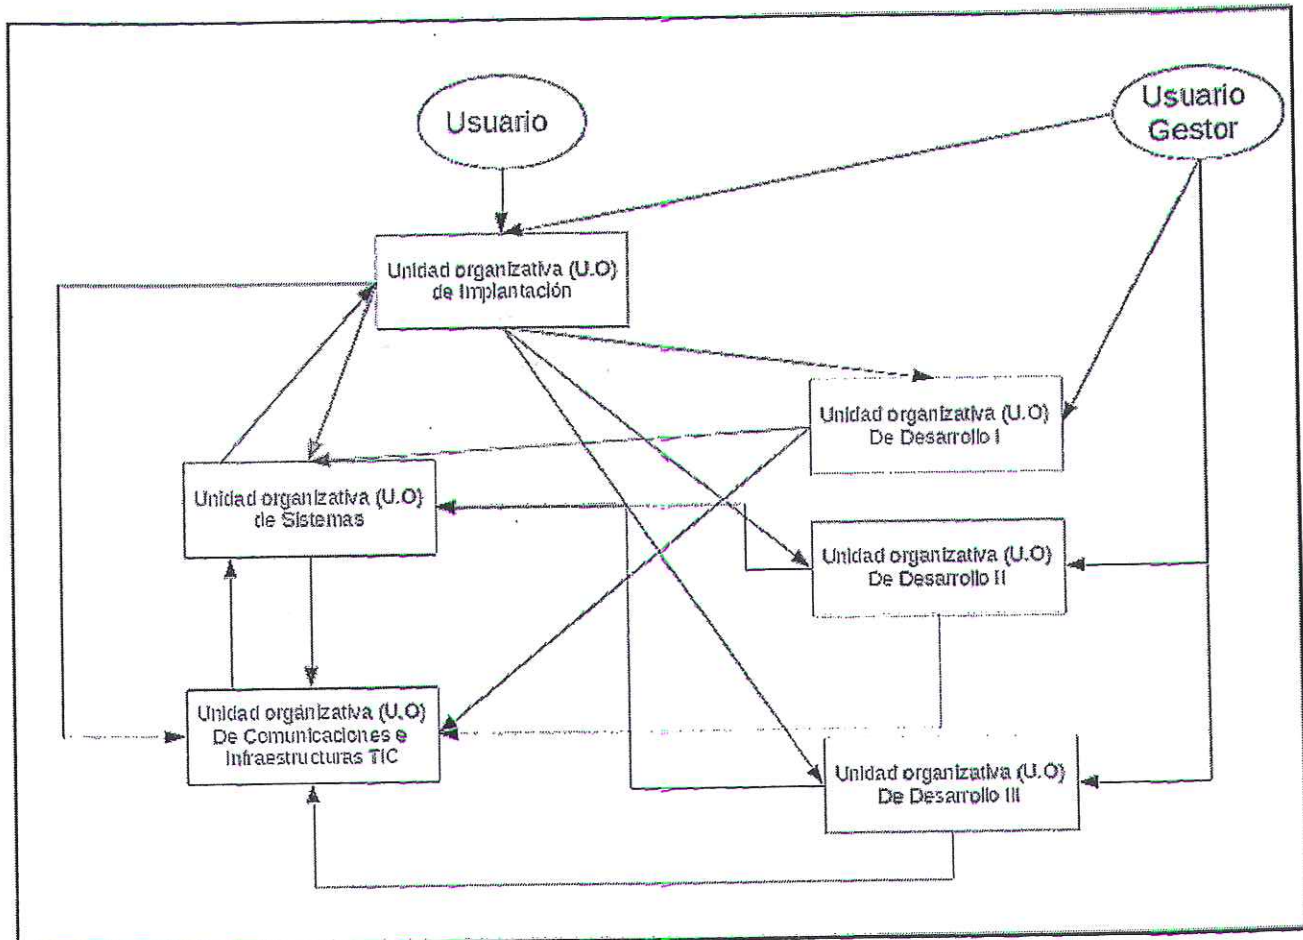 Usuario
Usuario
Gestor
Unidad organizativa (U.O)
de Implantación
Unidad organizativa (U.O)
De Desarrollo I
Unidad organizativa (U.O)
de Sistemas
Unidad organizativa (U.O)
De Desarrollo II
Unidad organizativa (U.O)
De Comunicaciones e
Infraestructuras TIC
Unidad organizativa (U.O)
De Desarrollo III